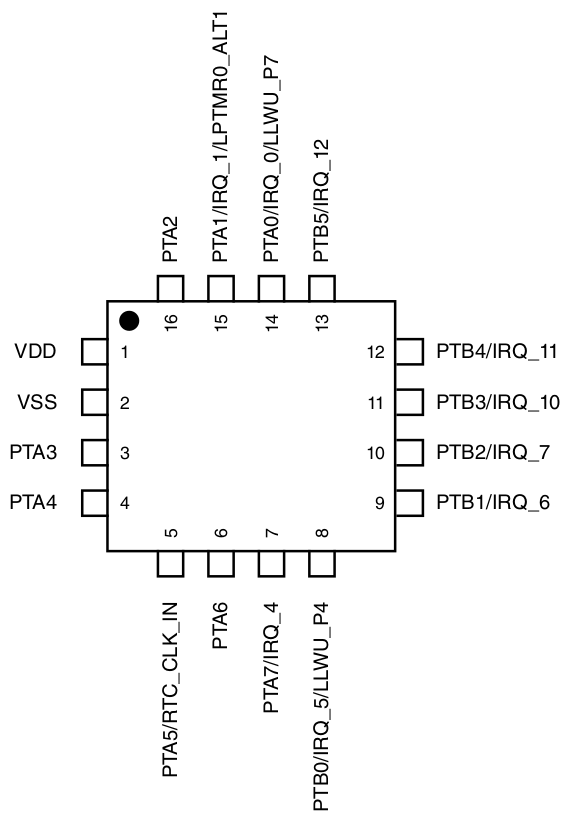 PTA2
PTA1/IRQ_1/LPTMR0_ALT1
PTA0/IRQ_0/LLWU_P7
PTB5/IRQ_12
16
15
14
13
VDD 1
12 PTB4/IRQ_11
VSS 2
11 PTB3/IRQ_10
PTA3 3
10 PTB2/IRQ_7
PTA4 4
9 PTB1/IRQ_6
5
6
7
8
PTA5/RTC_CLK_IN
PTA6
PTA7/IRQ_4
PTB0/IRQ_5/LLWU_P4